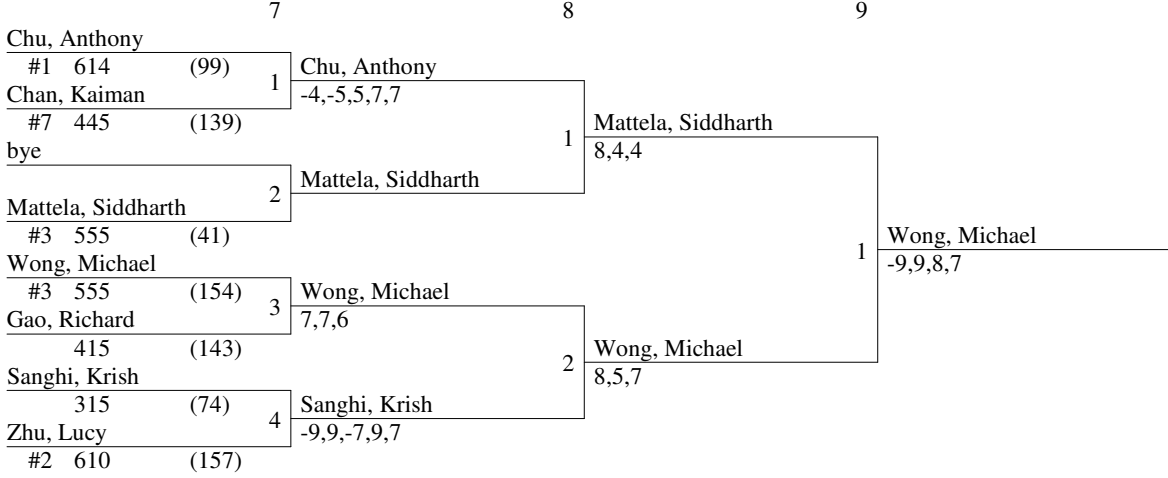 7 8 9
Chu, Anthony
#1 614 (99)
1 Chu, Anthony
-4,-5,5,7,7
Chan, Kaiman
#7 445 (139)
1 Mattela, Siddharth
8,4,4
bye
2 Mattela, Siddharth
Mattela, Siddharth
#3 555 (41)
1 Wong, Michael
-9,9,8,7
Wong, Michael
#3 555 (154)
3 Wong, Michael
7,7,6
Gao, Richard
415 (143)
2 Wong, Michael
8,5,7
Sanghi, Krish
315 (74)
4 Sanghi, Krish
-9,9,-7,9,7
Zhu, Lucy
#2 610 (157)